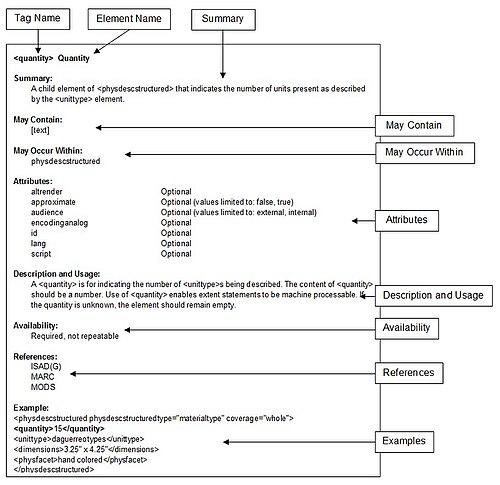 Tag Name
Element Name
Summary
<quantity> Quantity
Summary:
A child element of <physdescstructured> that indicates the number of units present as described
by the <unittype> element.
May Contain:
[text]
May Contain
May Occur Within:
physdescstructured
May Occur Within
Attributes:
altrender Optional
approximate Optional (values limited to: false, true)
audience Optional (values limited to: external, internal)
encodinganalog Optional
id Optional
lang Optional
script Optional
Attributes
Description and Usage:
A <quantity> is for indicating the number of <unittype>s being described. The content of <quantity>
should be a number. Use of <quantity> enables extent statements to be machine processable.
the quantity is unknown, the element should remain empty.
Description and Usage
Availability:
Required, not repeatable
Availability
References:
ISAD(G)
MARC
MODS
References
Example:
<physdescstructured physdescstructuredtype="materialtype" coverage="whole">
<quantity>15</quantity>
<unittype>daguerreotypes</unittype>
<dimensions>3.25" x 4.25"</dimensions>
<physfacet>hand colored</physfacet>
</physdescstructured>
Examples